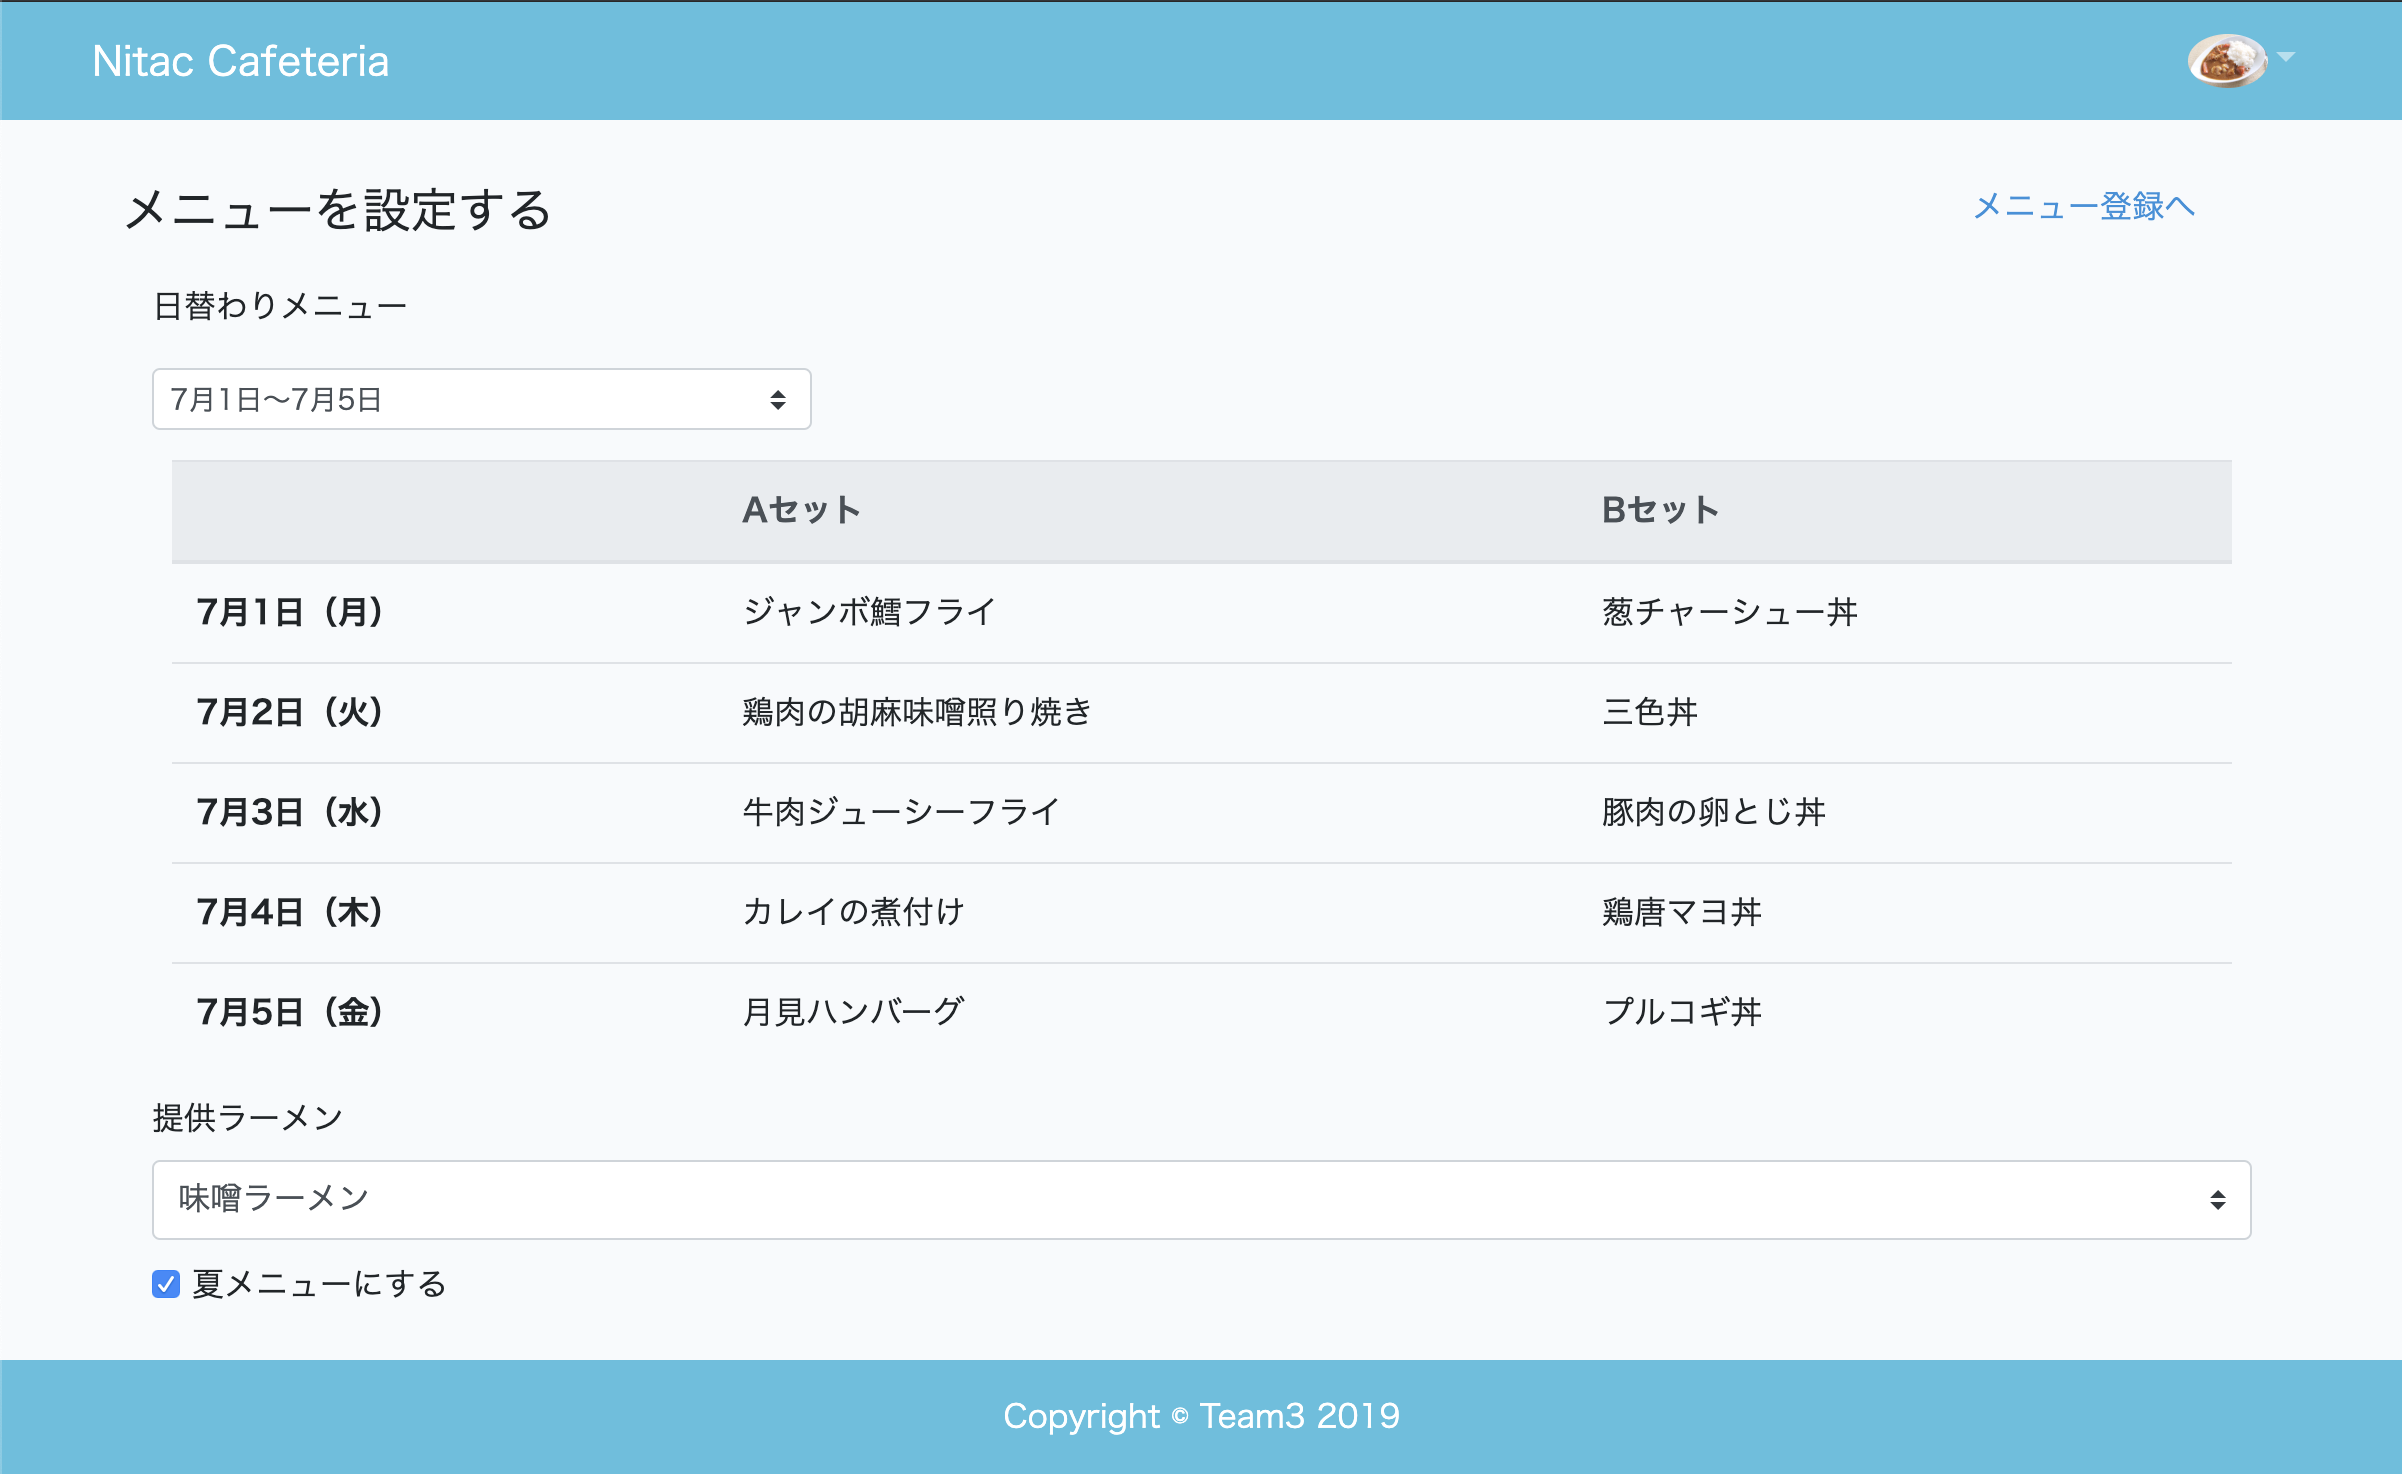 Nitac Cafeteria
メニューを設定する
メニュー登録へ
日替わりメニュー
7月1日〜7月5日
Aセット Bセット
7月1日（月） ジャンボ鱈フライ 葱チャーシュー丼
7月2日（火） 鶏肉の胡麻味噌照り焼き 三色丼
7月3日（水） 牛肉ジューシーフライ 豚肉の卵とじ丼
7月4日（木） カレイの煮付け 鶏唐マヨ丼
7月5日（金） 月見ハンバーグ プルコギ丼
提供ラーメン
味噌ラーメン
夏メニューにする
Copyright © Team3 2019